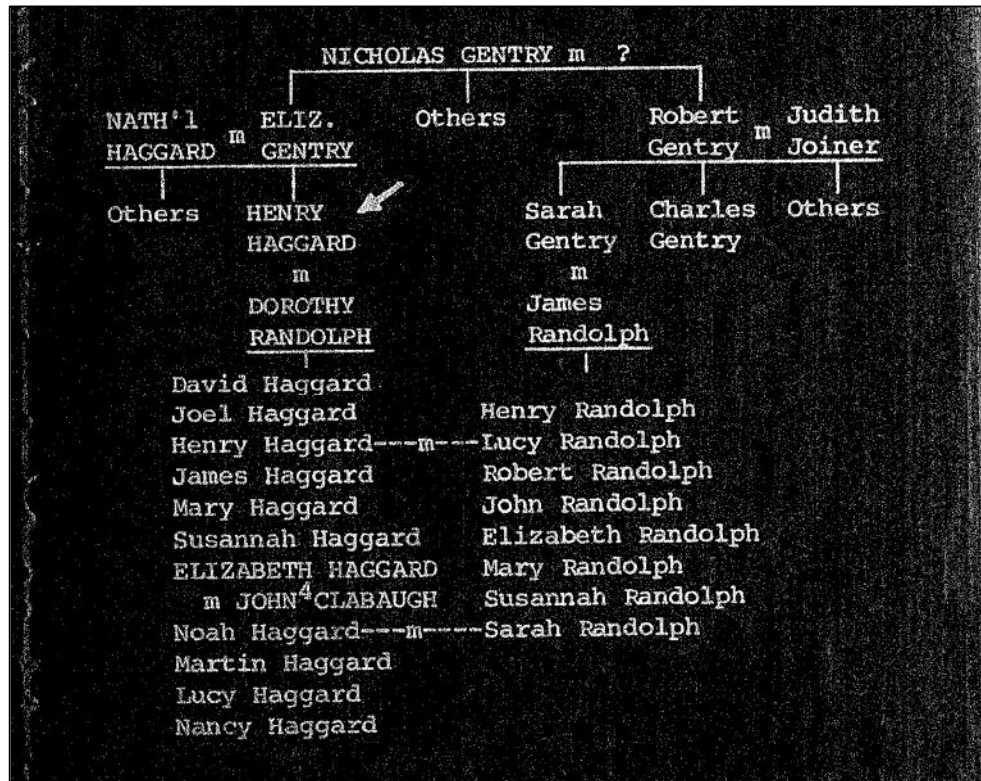 NICHOLAS GENTRY m ?
NATH'l HAGGARD m ELIZ. GENTRY
Others
Robert Gentry m Judith Joiner
Others
HENRY
HAGGARD
m
DOROTHY
RANDOLPH
Sarah
Gentry
m
James
Randolph
Charles
Gentry
Others
David Haggard
Joel Haggard
Henry Haggard---m---Lucy Randolph
James Haggard
Mary Haggard
Susannah Haggard
ELIZABETH HAGGARD
m JOHN⁴CLABAUGH
Noah Haggard---m----Sarah Randolph
Martin Haggard
Lucy Haggard
Nancy Haggard
Henry Randolph
Robert Randolph
John Randolph
Elizabeth Randolph
Mary Randolph
Susannah Randolph